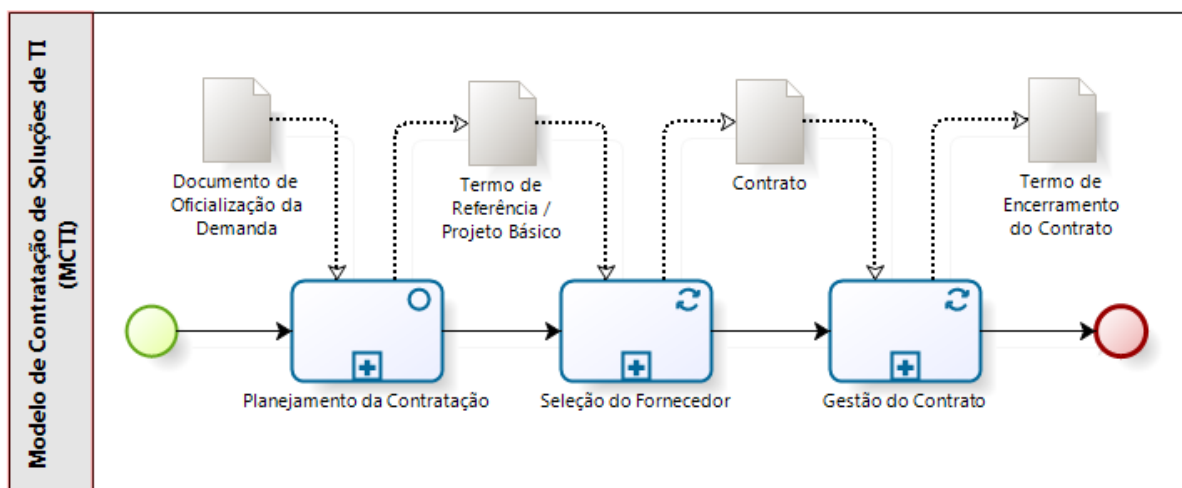 Modelo de Contratação de Soluções de TI
(MCTI)
Documento de
Oficialização da
Demanda
Termo de
Referência /
Projeto Básico
Contrato
Termo de
Encerramento
do Contrato
Planejamento da Contratação
Seleção do Fornecedor
Gestão do Contrato